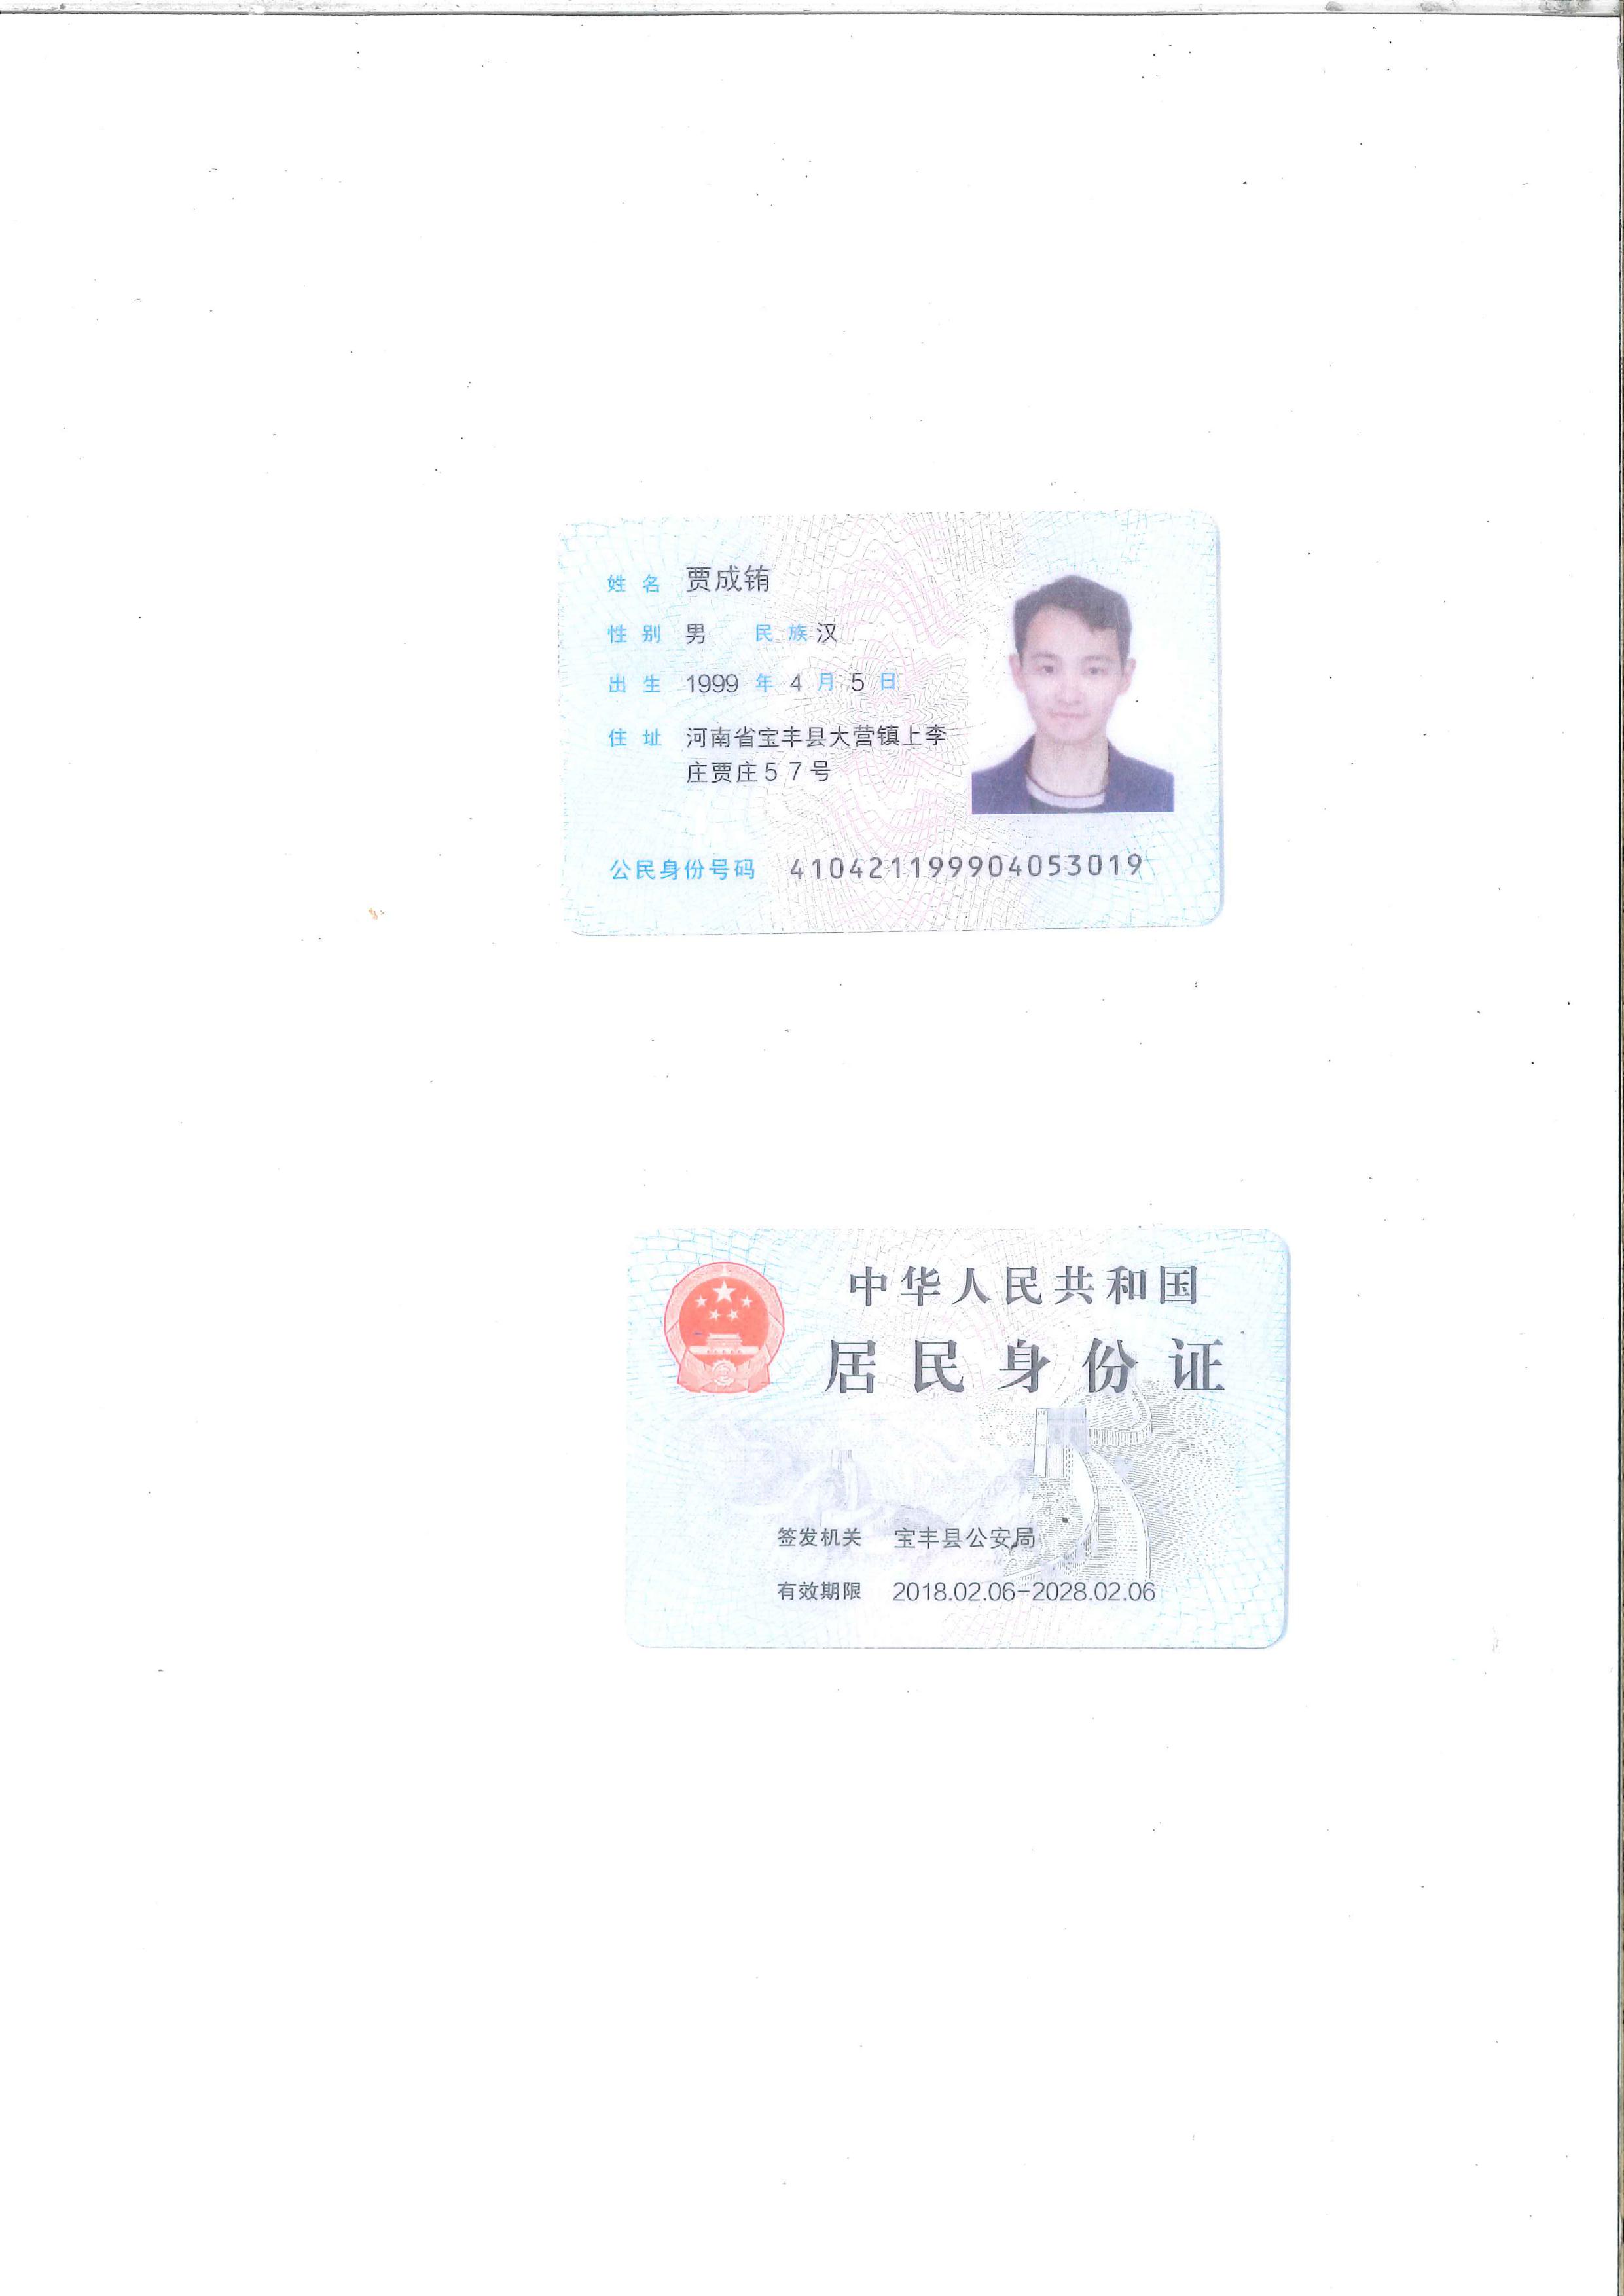 姓名 贾成铕
性别 男 民族 汉
出生 1999 年 4 月 5 日
住址 河南省宝丰县大营镇上李
庄贾庄57号
公民身份号码 410421199904053019
中华人民共和国
居民身份证
签发机关 宝丰县公安局
有效期限 2018.02.06-2028.02.06